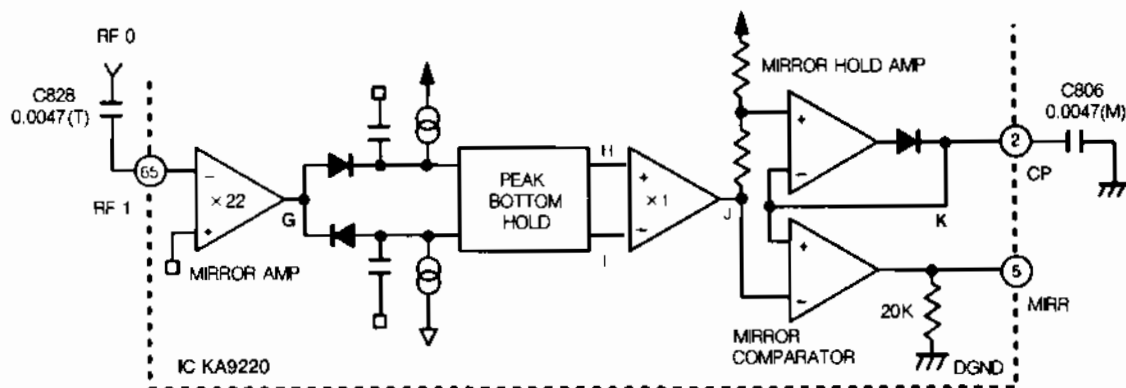 RF 0
C828
0.0047(T)
65
RF 1
−
× 22
+
MIRROR AMP
G
PEAK
BOTTOM
HOLD
H
I
+
× 1
−
J
MIRROR HOLD AMP
+
−
K
2
CP
C806
0.0047(M)
+
−
MIRROR
COMPARATOR
20K
5
MIRR
DGND
IC KA9220